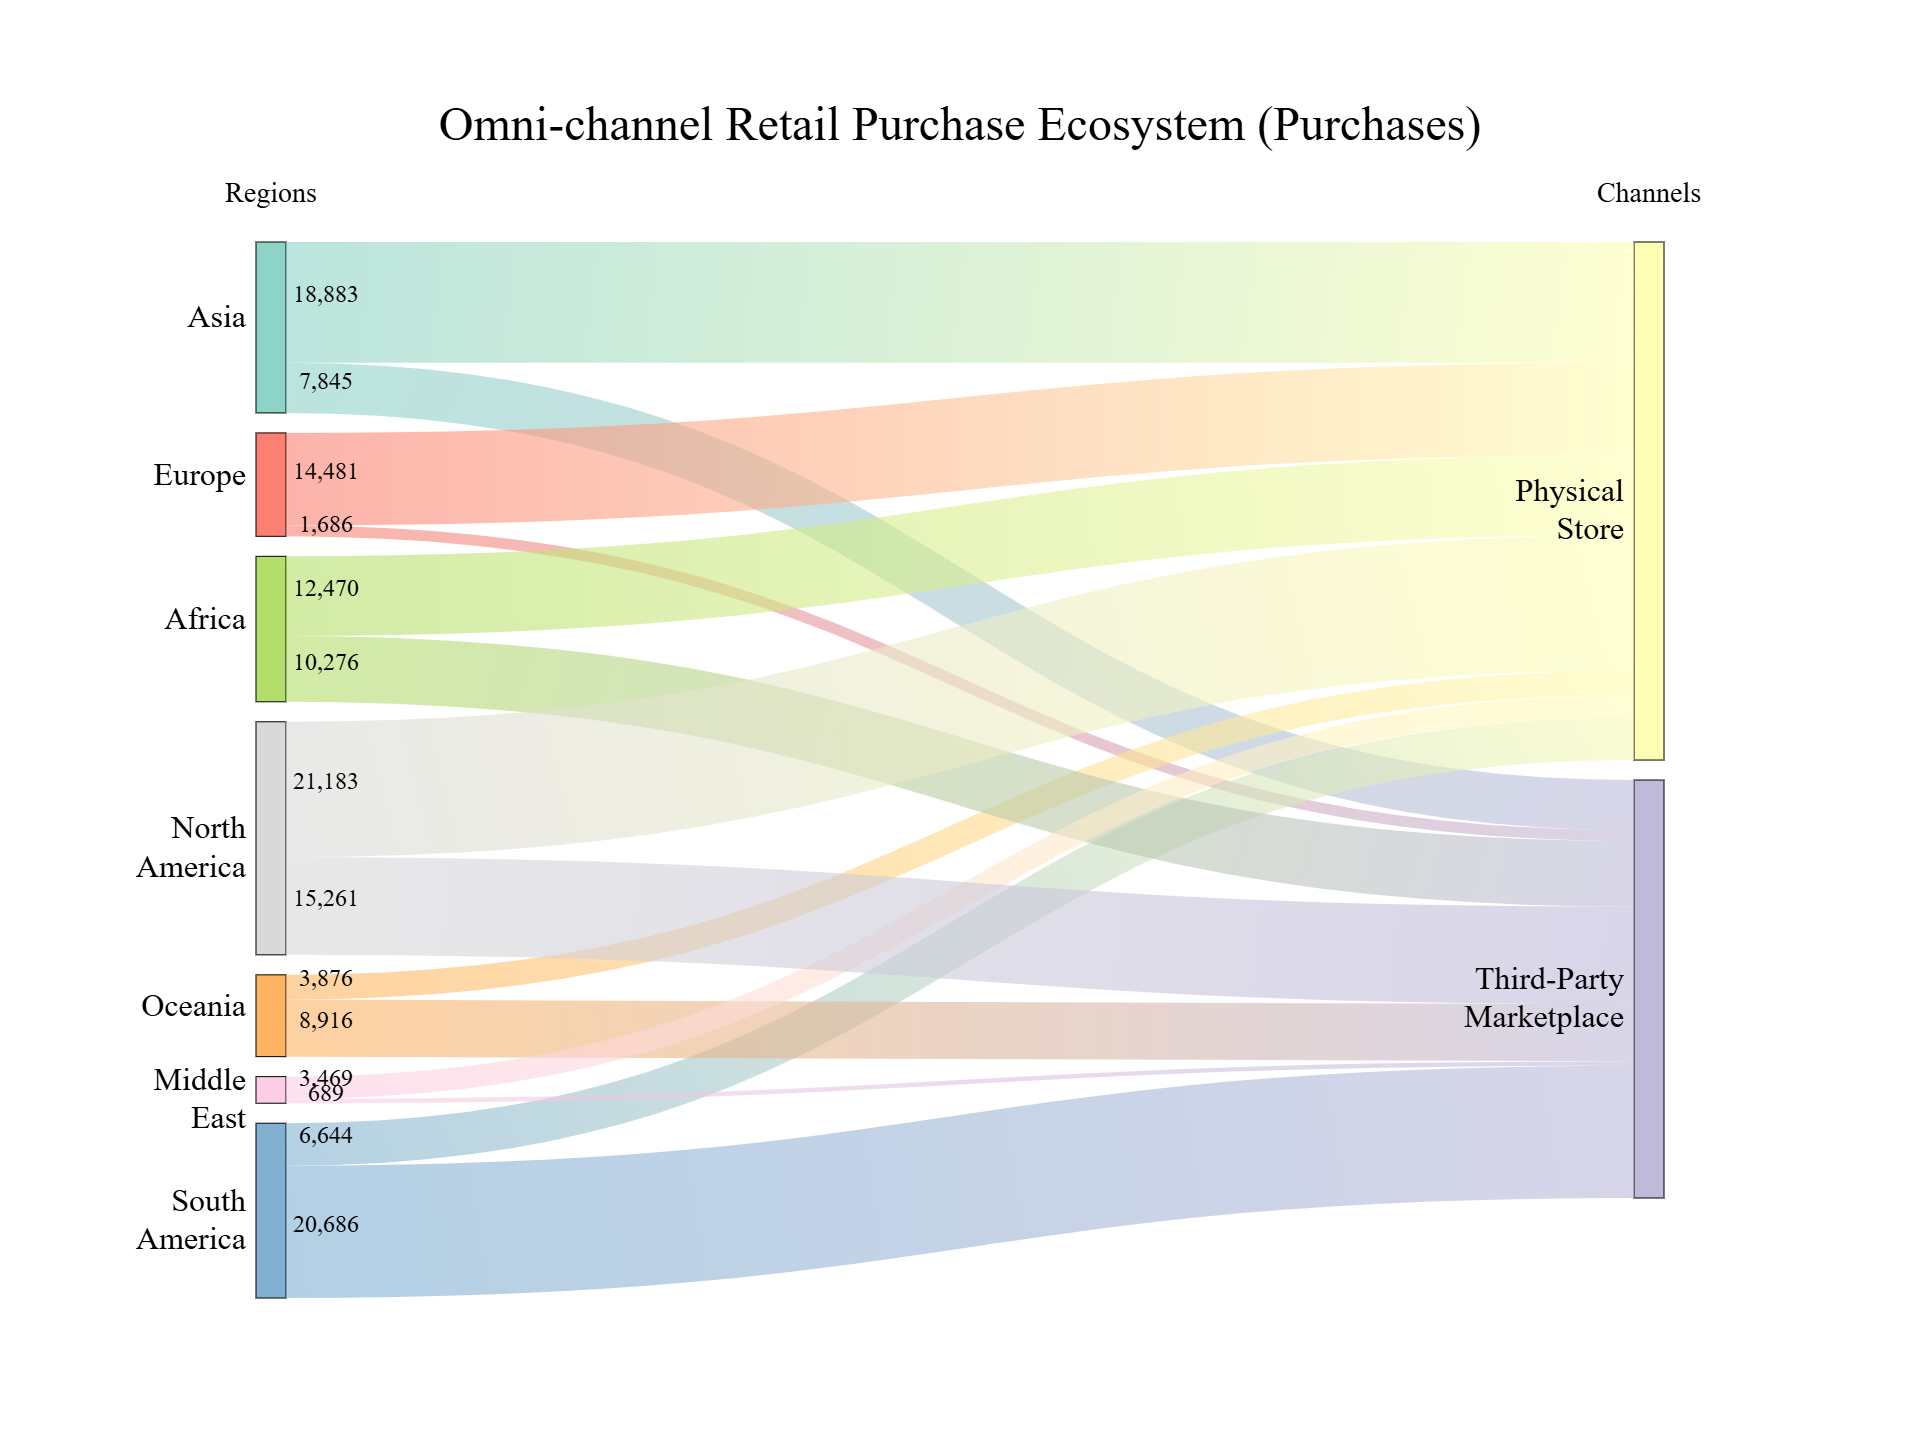 Omni-channel Retail Purchase Ecosystem (Purchases)
Regions
Channels
Asia
18,883
7,845
Europe
14,481
1,686
Africa
12,470
10,276
North
America
21,183
15,261
Oceania
3,876
8,916
Middle
East
3,469
689
South
America
6,644
20,686
Physical
Store
Third-Party
Marketplace